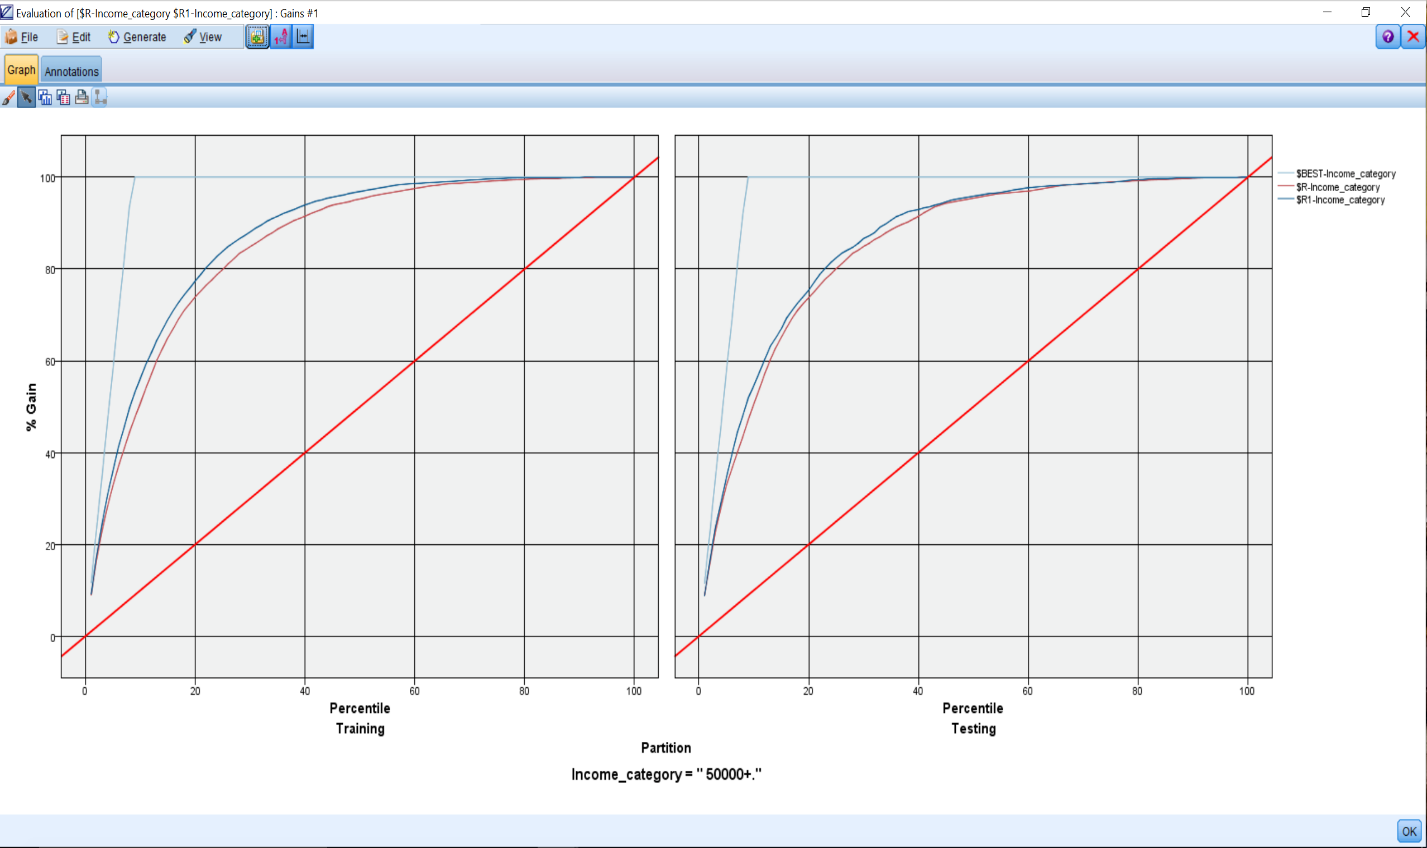 Evaluation of [$R-Income_category $R1-Income_category] : Gains #1
File Edit Generate View
Graph Annotations
% Gain
100
80
60
40
20
0
0 20 40 60 80 100
Percentile
Training
0 20 40 60 80 100
Percentile
Testing
$BEST-Income_category
$R-Income_category
$R1-Income_category
Partition
Income_category = " 50000+."
OK